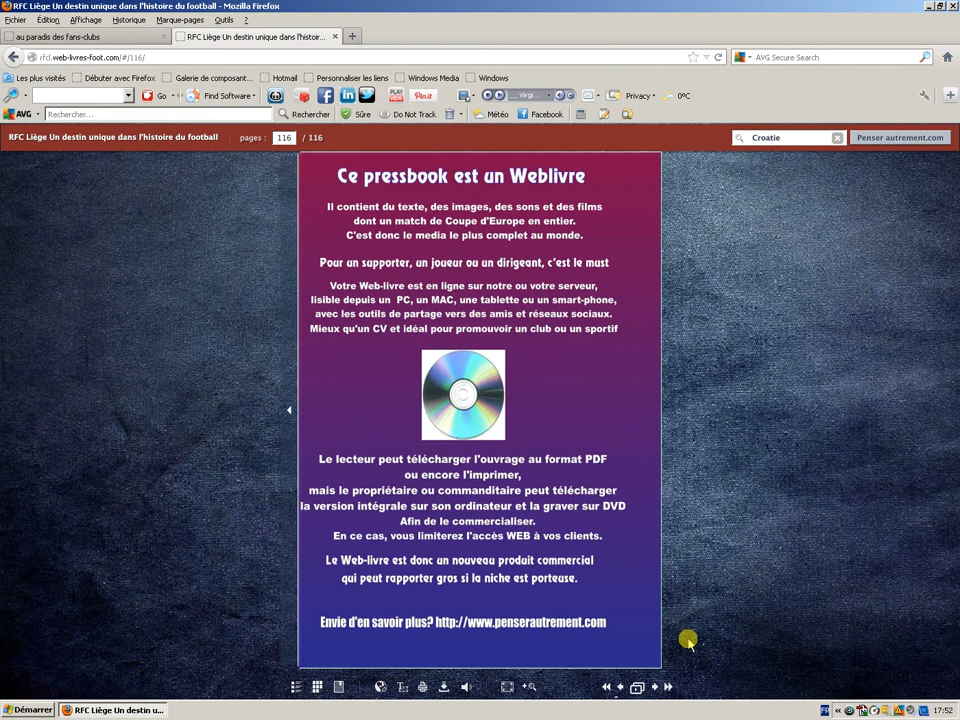 RFC Liège Un destin unique dans l'histoire du football - Mozilla Firefox
Fichier Édition Affichage Historique Marque-pages Outils ?
au paradis des fans-clubs
RFC Liège Un destin unique dans l'histoire du...
rfcl.web-livres-foot.com/#/116/
AVG Secure Search
Les plus visités Débuter avec Firefox Galerie de composant... Hotmail Personnaliser les liens Windows Media Windows
Go Find Software PLAY VIDEO Pin it Virgi... Privacy 0°C
AVG Rechercher... Rechercher Sûre Do Not Track Météo Facebook
RFC Liège Un destin unique dans l'histoire du football pages : 116 / 116 Croatie Penser autrement.com
Ce pressbook est un Weblivre
Il contient du texte, des images, des sons et des films
dont un match de Coupe d'Europe en entier.
C'est donc le media le plus complet au monde.
Pour un supporter, un joueur ou un dirigeant, c'est le must
Votre Web-livre est en ligne sur notre ou votre serveur,
lisible depuis un PC, un MAC, une tablette ou un smart-phone,
avec les outils de partage vers des amis et réseaux sociaux.
Mieux qu'un CV et idéal pour promouvoir un club ou un sportif
Le lecteur peut télécharger l'ouvrage au format PDF
ou encore l'imprimer,
mais le propriétaire ou commanditaire peut télécharger
la version intégrale sur son ordinateur et la graver sur DVD
Afin de le commercialiser.
En ce cas, vous limiterez l'accès WEB à vos clients.
Le Web-livre est donc un nouveau produit commercial
qui peut rapporter gros si la niche est porteuse.
Envie d'en savoir plus? http://www.penserautrement.com
Démarrer RFC Liège Un destin u... FR 17:52